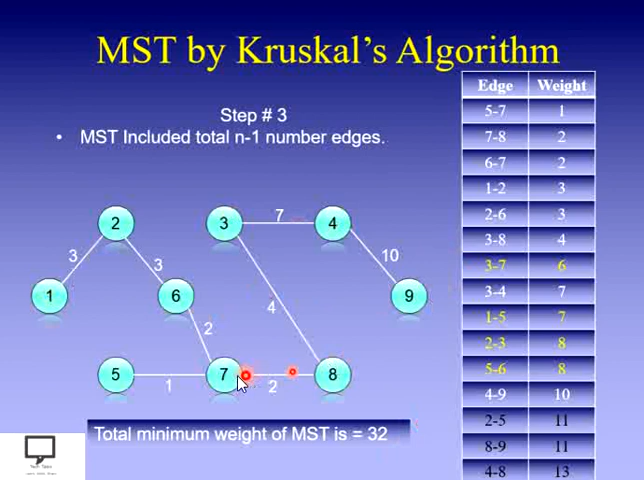 MST by Kruskal's Algorithm
Step # 3
• MST Included total n-1 number edges.
Edge Weight
5-7 1
7-8 2
6-7 2
1-2 3
2-6 3
3-8 4
3-7 6
3-4 7
1-5 7
2-3 8
5-6 8
4-9 10
2-5 11
8-9 11
4-8 13
2 3 7 4
3 3 10
1 6 4 9
2
5 1 7 2 8
Total minimum weight of MST is = 32